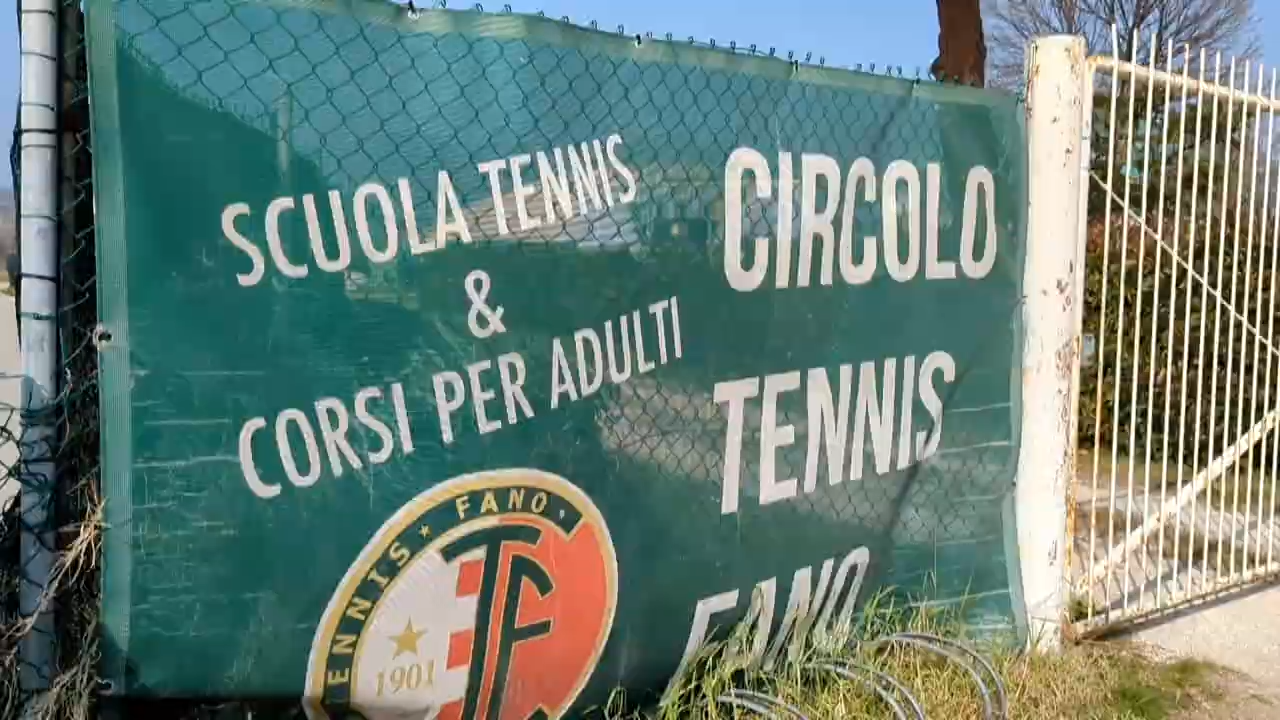 SCUOLA TENNIS
&
CORSI PER ADULTI
CIRCOLO
TENNIS
FANO
TENNIS ★ FANO
1901